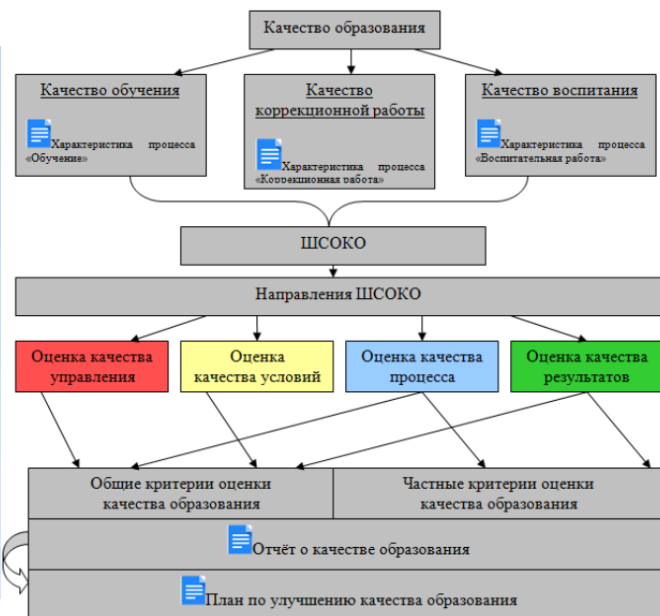 Качество образования
Качество обучения
Характеристика процесса
«Обучение»
Качество
коррекционной работы
Характеристика процесса
«Коррекционная работа»
Качество воспитания
Характеристика процесса
«Воспитательная работа»
ШСОКО
Направления ШСОКО
Оценка качества
управления
Оценка
качества условий
Оценка качества
процесса
Оценка качества
результатов
Общие критерии оценки
качества образования
Частные критерии оценки
качества образования
Отчёт о качестве образования
План по улучшению качества образования